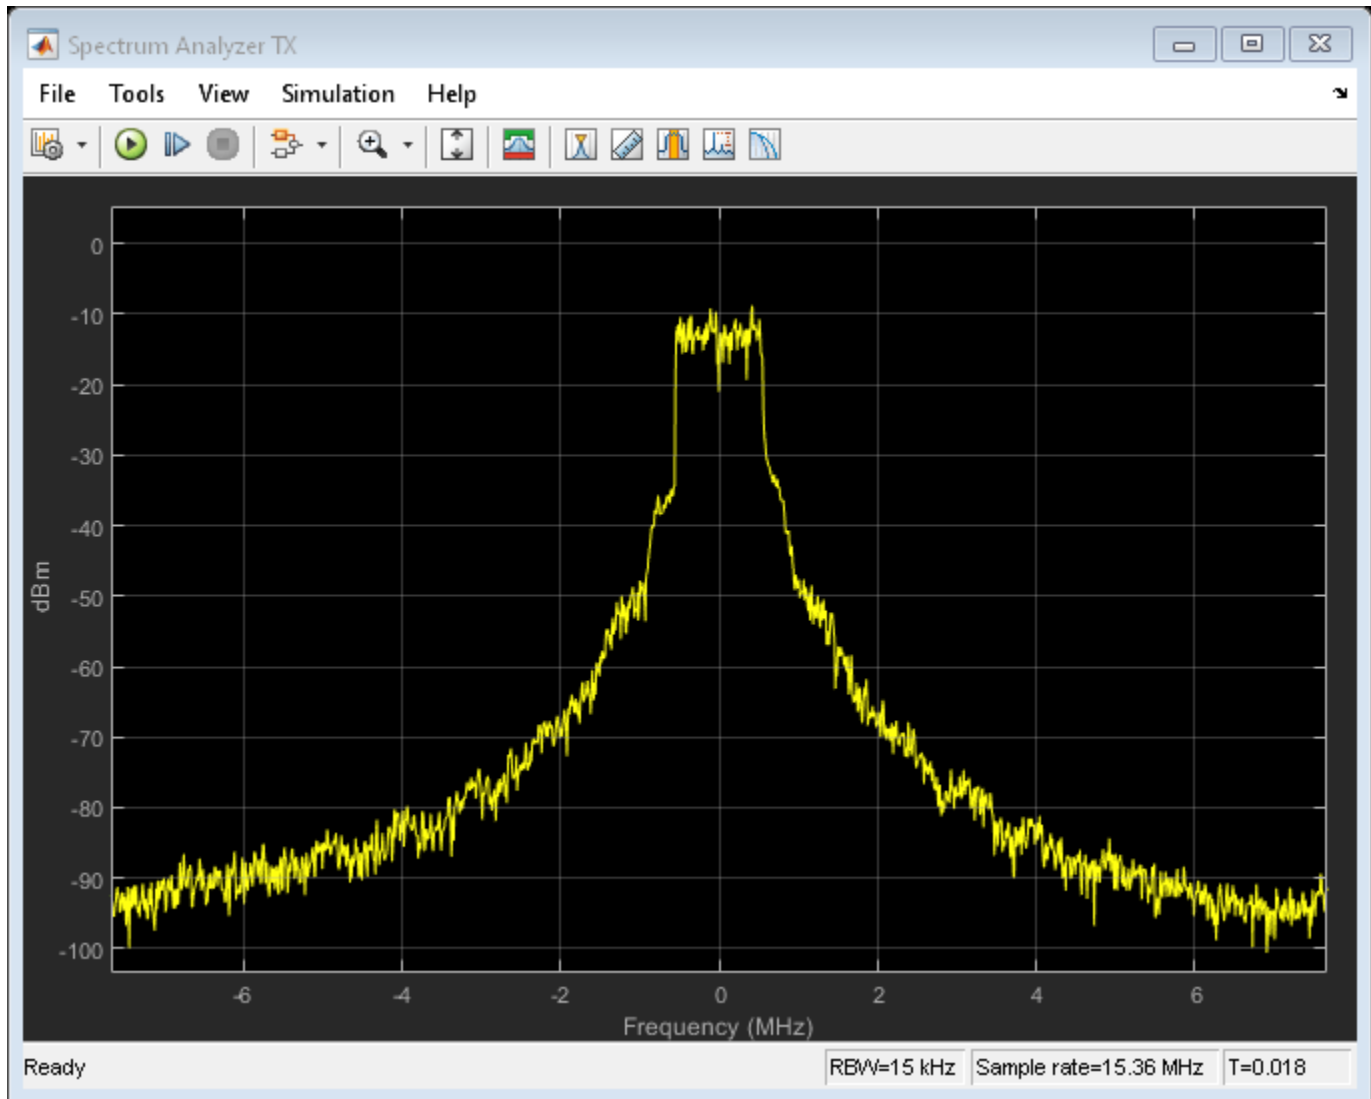 Spectrum Analyzer TX
File Tools View Simulation Help
0
-10
-20
-30
-40
-50
-60
-70
-80
-90
-100
dBm
-6 -4 -2 0 2 4 6
Frequency (MHz)
Ready RBW=15 kHz Sample rate=15.36 MHz T=0.018